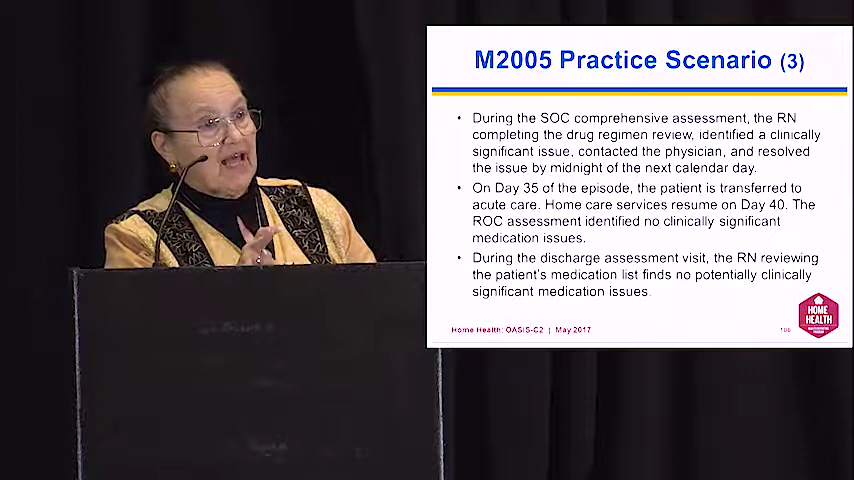 M2005 Practice Scenario (3)
• During the SOC comprehensive assessment, the RN
completing the drug regimen review, identified a clinically
significant issue, contacted the physician, and resolved
the issue by midnight of the next calendar day.
• On Day 35 of the episode, the patient is transferred to
acute care. Home care services resume on Day 40. The
ROC assessment identified no clinically significant
medication issues.
• During the discharge assessment visit, the RN reviewing
the patient's medication list finds no potentially clinically
significant medication issues.
Home Health: OASIS-C2 | May 2017
HOME
HEALTH